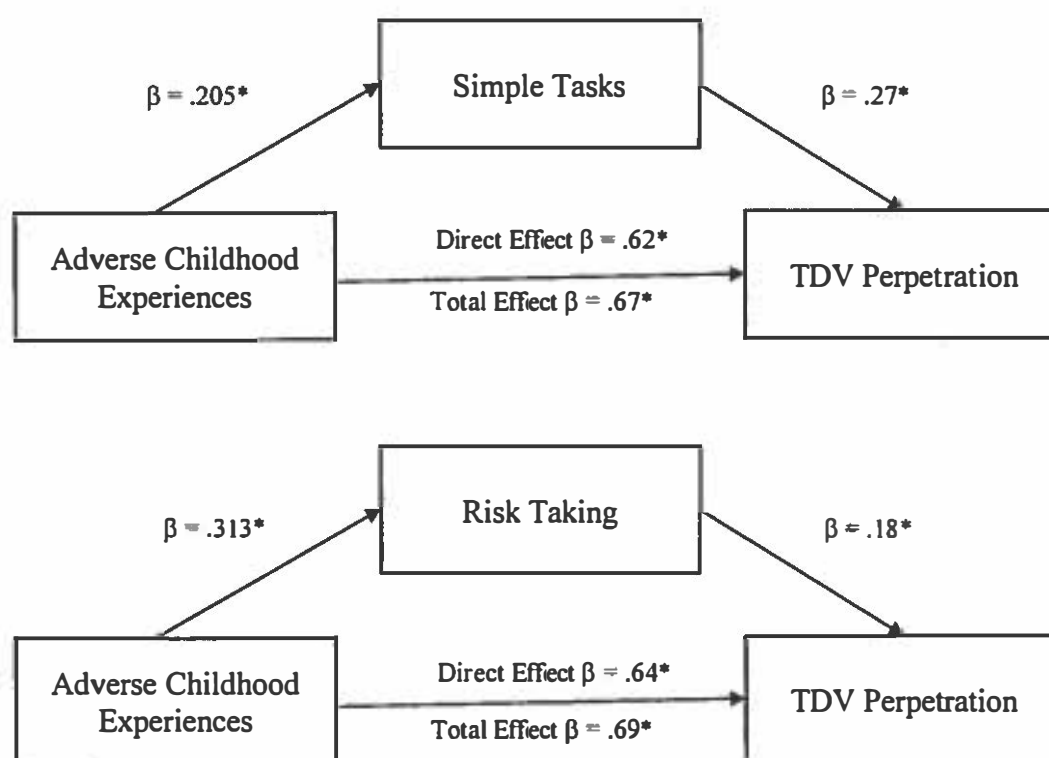 Simple Tasks
β = .205*
β = .27*
Adverse Childhood
Experiences
Direct Effect β = .62*
Total Effect β = .67*
TDV Perpetration
Risk Taking
β = .313*
β = .18*
Adverse Childhood
Experiences
Direct Effect β = .64*
Total Effect β = .69*
TDV Perpetration